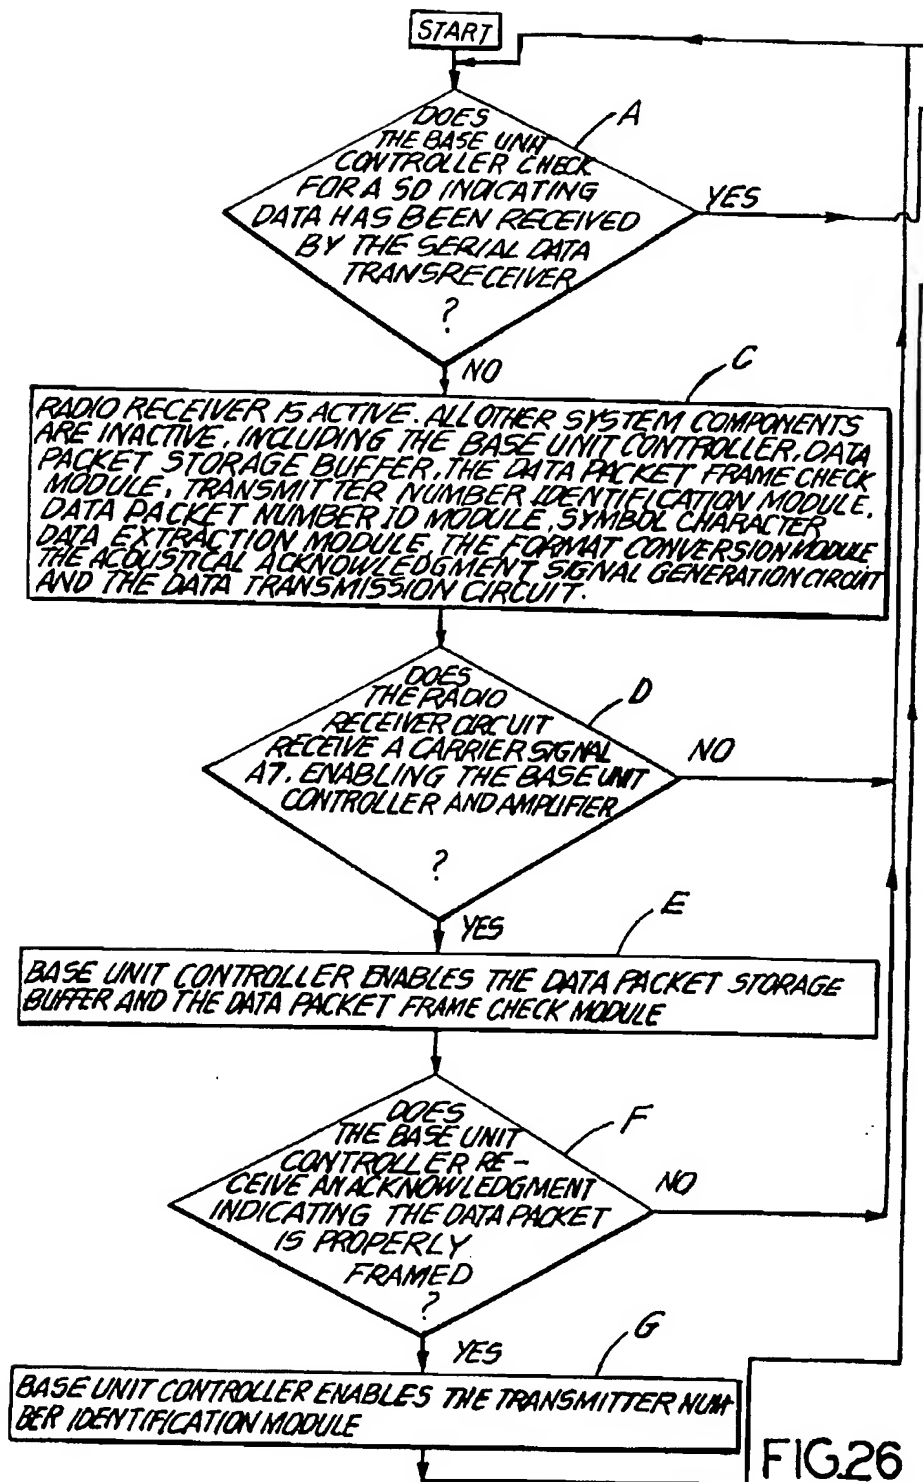 START
A
DOES
THE BASE UNIT
CONTROLLER CHECK
FOR A SD INDICATING
DATA HAS BEEN RECEIVED
BY THE SERIAL DATA
TRANSRECEIVER
?
YES
NO
C
RADIO RECEIVER IS ACTIVE. ALL OTHER SYSTEM COMPONENTS
ARE INACTIVE, INCLUDING THE BASE UNIT CONTROLLER, DATA
PACKET STORAGE BUFFER, THE DATA PACKET FRAME CHECK
MODULE, TRANSMITTER NUMBER IDENTIFICATION MODULE,
DATA PACKET NUMBER ID MODULE, SYMBOL CHARACTER
DATA EXTRACTION MODULE, THE FORMAT CONVERSION MODULE
THE ACOUSTICAL ACKNOWLEDGMENT SIGNAL GENERATION CIRCUIT
AND THE DATA TRANSMISSION CIRCUIT.
D
DOES
THE RADIO
RECEIVER CIRCUIT
RECEIVE A CARRIER SIGNAL
A7, ENABLING THE BASE UNIT
CONTROLLER AND AMPLIFIER
?
NO
YES
E
BASE UNIT CONTROLLER ENABLES THE DATA PACKET STORAGE
BUFFER AND THE DATA PACKET FRAME CHECK MODULE
F
DOES
THE BASE UNIT
CONTROLLER RE-
CEIVE AN ACKNOWLEDGMENT
INDICATING THE DATA PACKET
IS PROPERLY
FRAMED
?
NO
YES
G
BASE UNIT CONTROLLER ENABLES THE TRANSMITTER NUM-
BER IDENTIFICATION MODULE
FIG.26